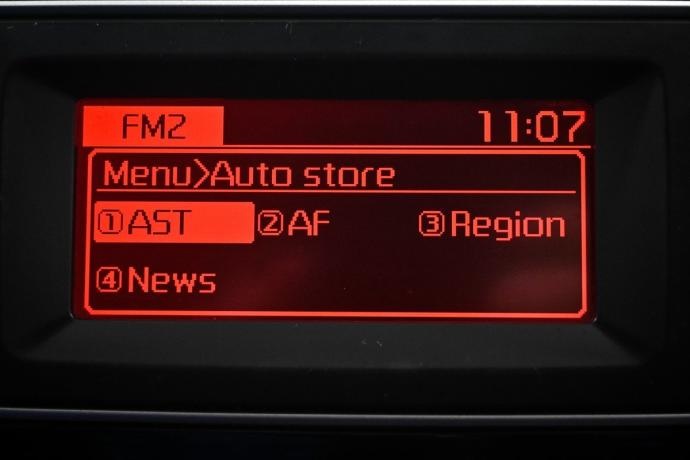 FM2 11:07
Menu>Auto store
①AST ②AF ③Region
④News